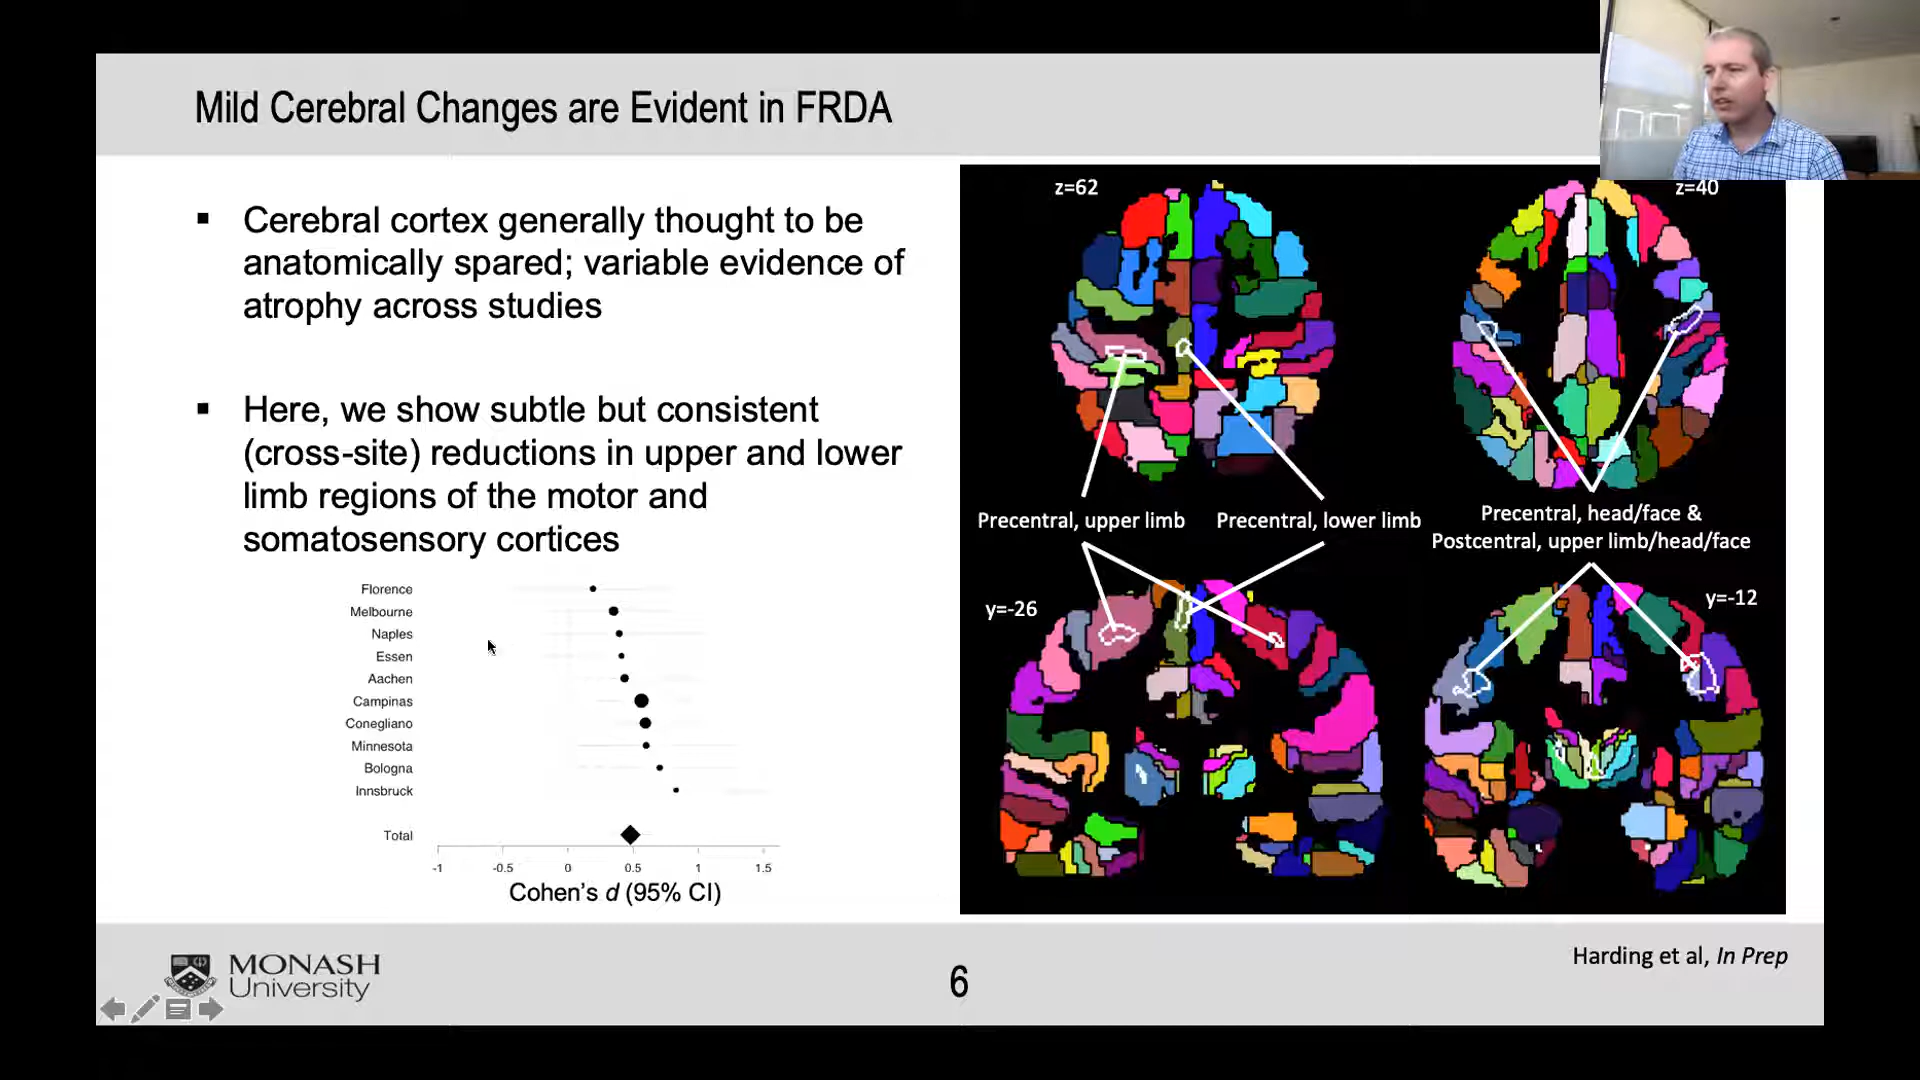 Mild Cerebral Changes are Evident in FRDA
▪ Cerebral cortex generally thought to be
anatomically spared; variable evidence of
atrophy across studies
▪ Here, we show subtle but consistent
(cross-site) reductions in upper and lower
limb regions of the motor and
somatosensory cortices
Florence
Melbourne
Naples
Essen
Aachen
Campinas
Conegliano
Minnesota
Bologna
Innsbruck
Total
-1 -0.5 0 0.5 1 1.5
Cohen's d (95% CI)
z=62
z=40
Precentral, upper limb
Precentral, lower limb
Precentral, head/face &
Postcentral, upper limb/head/face
y=-26
y=-12
MONASH
University
6
Harding et al, In Prep